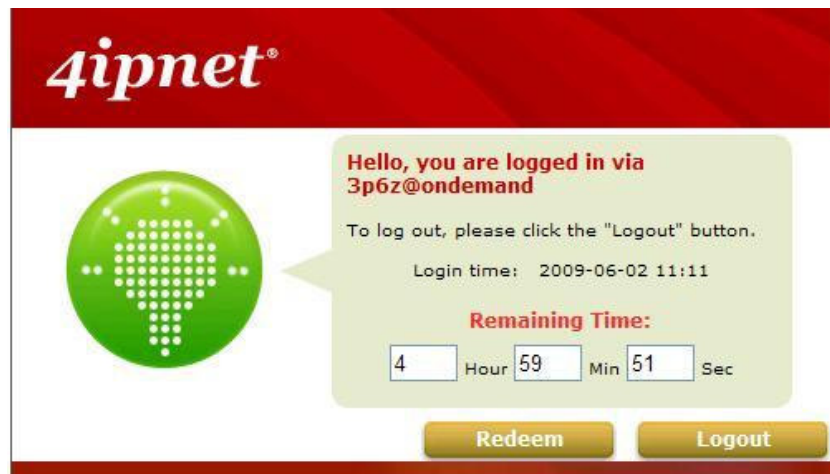 4ipnet®
Hello, you are logged in via
3p6z@ondemand
To log out, please click the "Logout" button.
Login time: 2009-06-02 11:11
Remaining Time:
4 Hour 59 Min 51 Sec
Redeem Logout